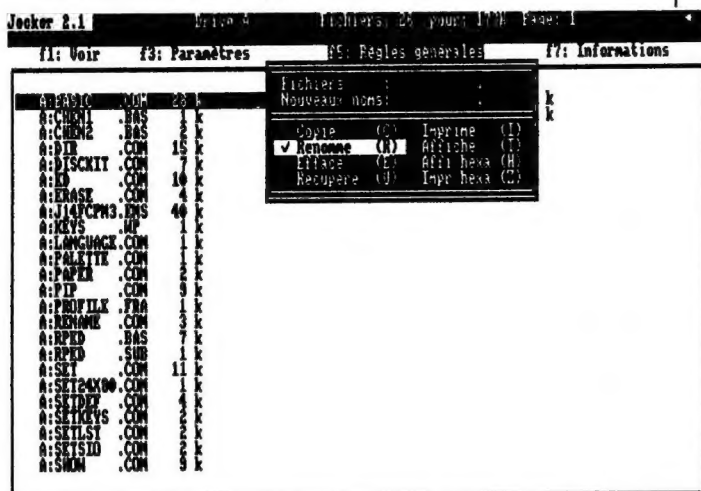 Jocker 2.1 Drive A Fichiers: 26 pour: 177k Page: 1
f1: Voir f3: Paramètres f5: Règles générales f7: Informations
Fichiers : .
Nouveaux noms: .
Copie (C) Imprime (I)
✓ Renomme (R) Affiche (T)
Efface (E) Affi hexa (H)
Récupère (U) Impr hexa (Z)
A:BASIC .COM 28 k
A:CHEM1 .BAS 1 k
A:CHEM2 .BAS 2 k
A:DIR .COM 15 k
A:DISCKIT .COM 7 k
A:ED .COM 10 k
A:ERASE .COM 4 k
A:J14FCPM3.EMS 40 k
A:KEYS .WP 1 k
A:LANGUAGE.COM 1 k
A:PALETTE .COM 1 k
A:PAPER .COM 2 k
A:PIP .COM 9 k
A:PROFILE .FRA 1 k
A:RENAME .COM 3 k
A:RPED .BAS 7 k
A:RPED .SUB 1 k
A:SET .COM 11 k
A:SET24X80.COM 1 k
A:SETDEF .COM 4 k
A:SETKEYS .COM 2 k
A:SETLST .COM 2 k
A:SETSIO .COM 2 k
A:SHOW .COM 9 k
k
k